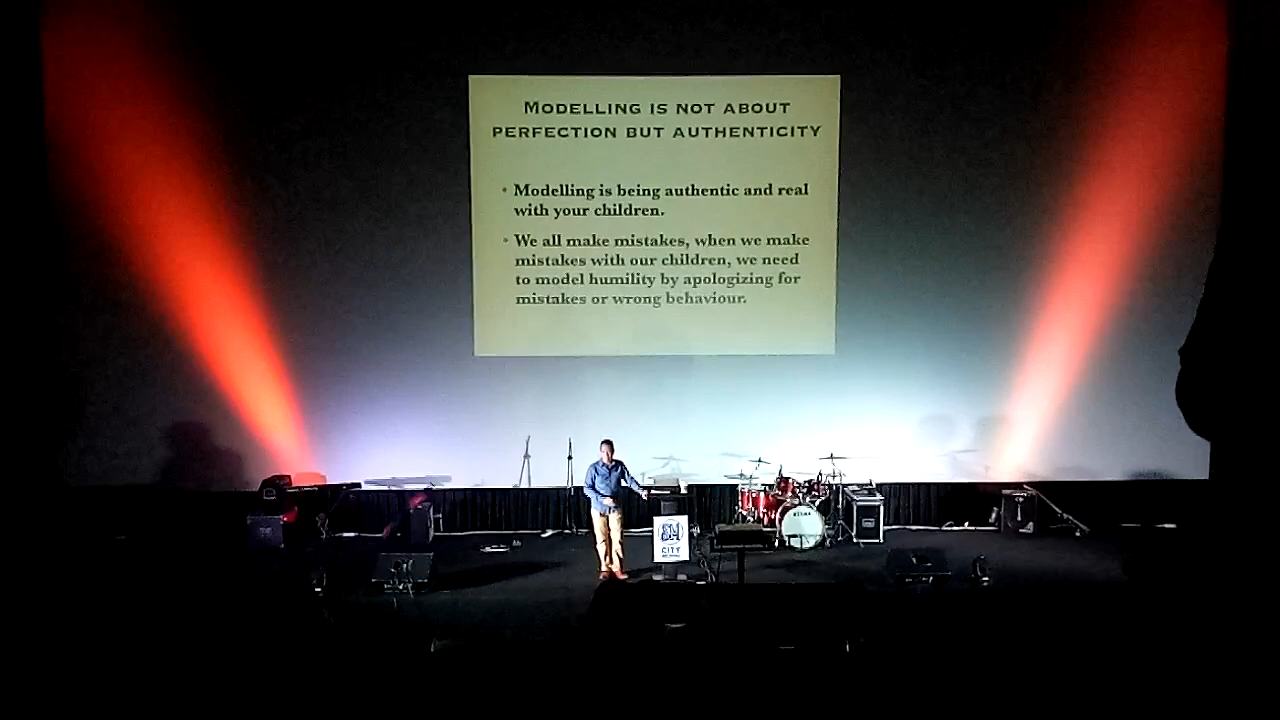 MODELLING IS NOT ABOUT
PERFECTION BUT AUTHENTICITY
• Modelling is being authentic and real
with your children.
• We all make mistakes, when we make
mistakes with our children, we need
to model humility by apologizing for
mistakes or wrong behaviour.
SM
CITY
TAMA